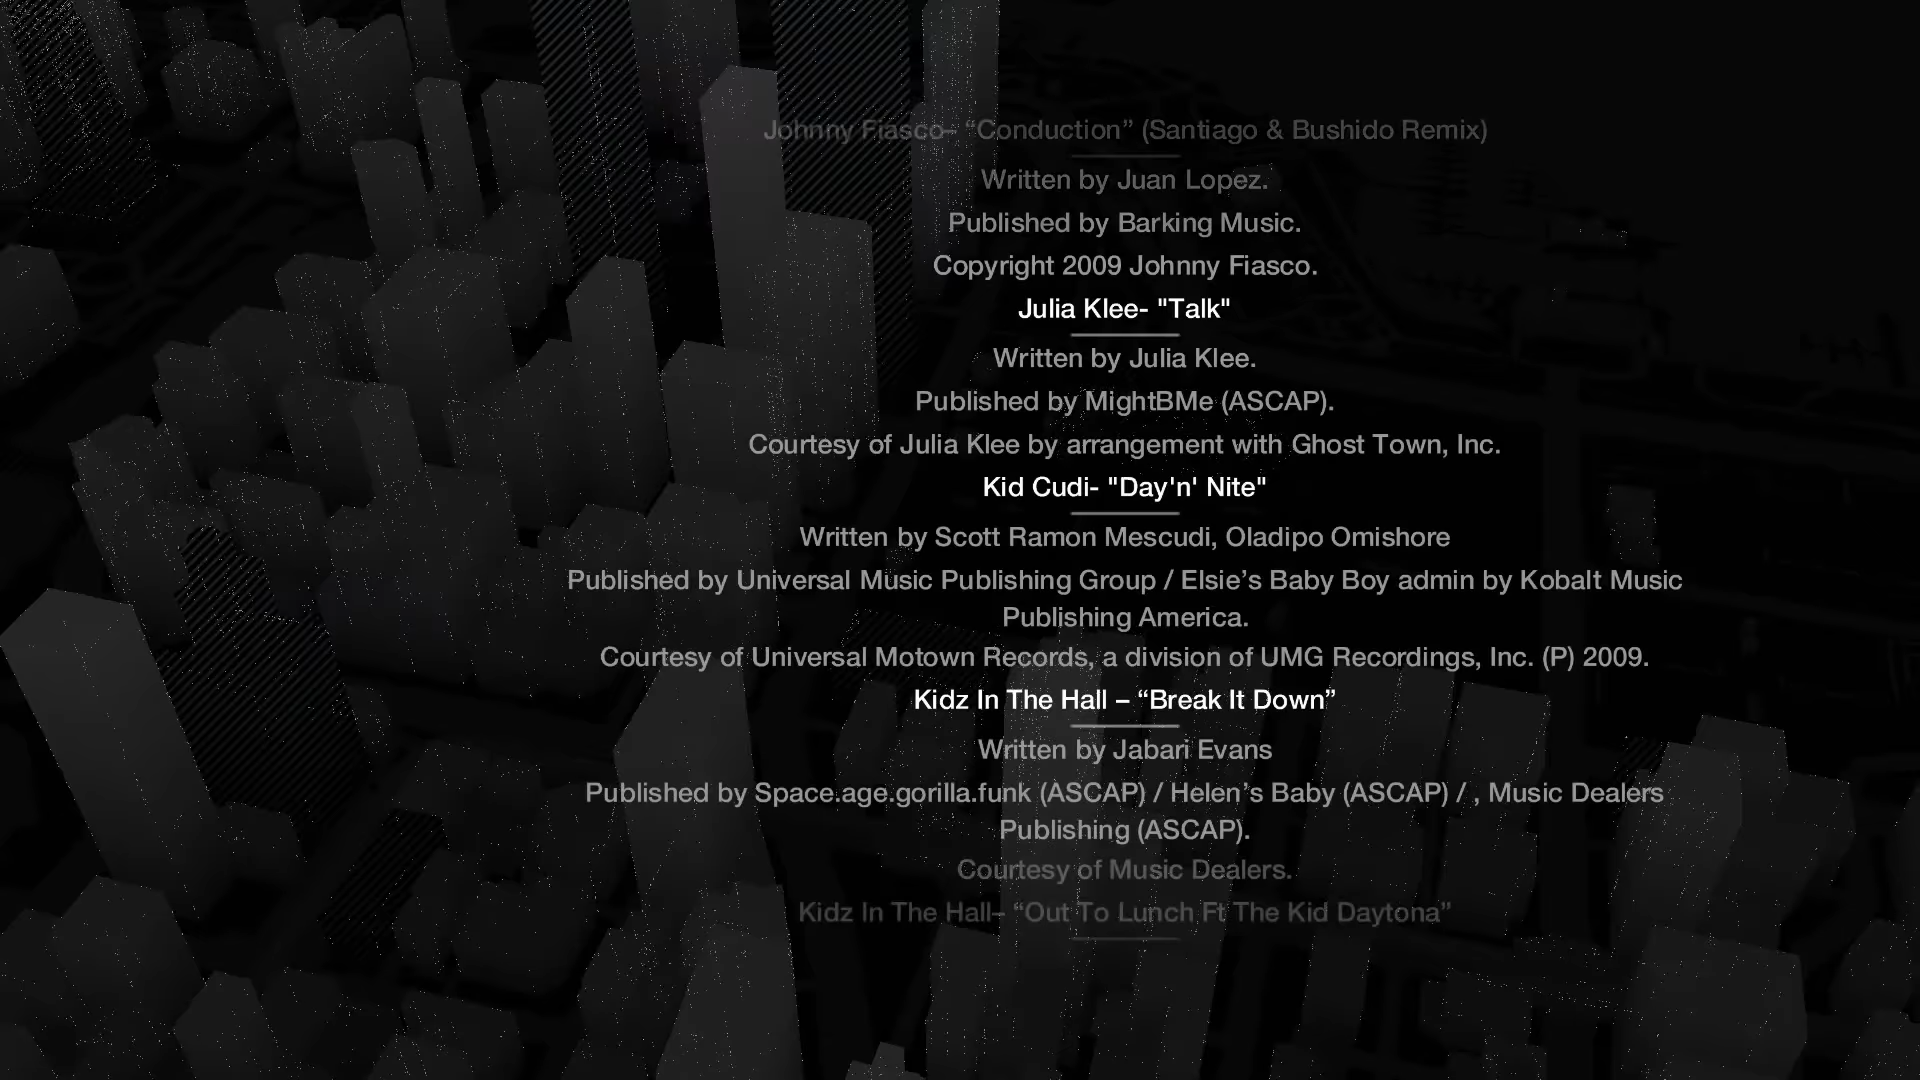 Johnny Fiasco– “Conduction” (Santiago & Bushido Remix)
Written by Juan Lopez.
Published by Barking Music.
Copyright 2009 Johnny Fiasco.
Julia Klee- "Talk"
Written by Julia Klee.
Published by MightBMe (ASCAP).
Courtesy of Julia Klee by arrangement with Ghost Town, Inc.
Kid Cudi- "Day'n' Nite"
Written by Scott Ramon Mescudi, Oladipo Omishore
Published by Universal Music Publishing Group / Elsie’s Baby Boy admin by Kobalt Music
Publishing America.
Courtesy of Universal Motown Records, a division of UMG Recordings, Inc. (P) 2009.
Kidz In The Hall – “Break It Down”
Written by Jabari Evans
Published by Space.age.gorilla.funk (ASCAP) / Helen’s Baby (ASCAP) / , Music Dealers
Publishing (ASCAP).
Courtesy of Music Dealers.
Kidz In The Hall– “Out To Lunch Ft The Kid Daytona”